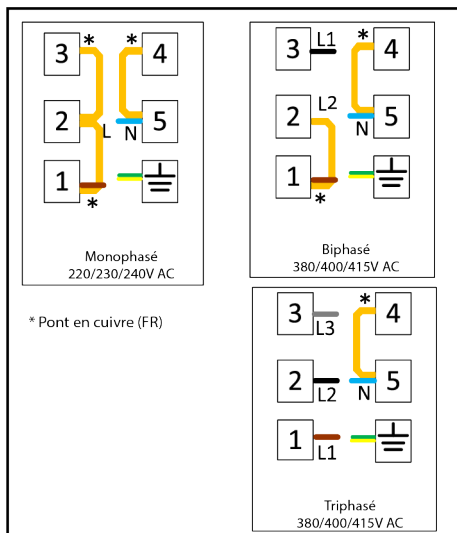 * *
3 4
2 L N 5
1
*
Monophasé
220/230/240V AC
L1 *
3 4
L2
2 N 5
1
*
Biphasé
380/400/415V AC
* Pont en cuivre (FR)
*
3 4
L3
2 5
L2 N
1
L1
Triphasé
380/400/415V AC